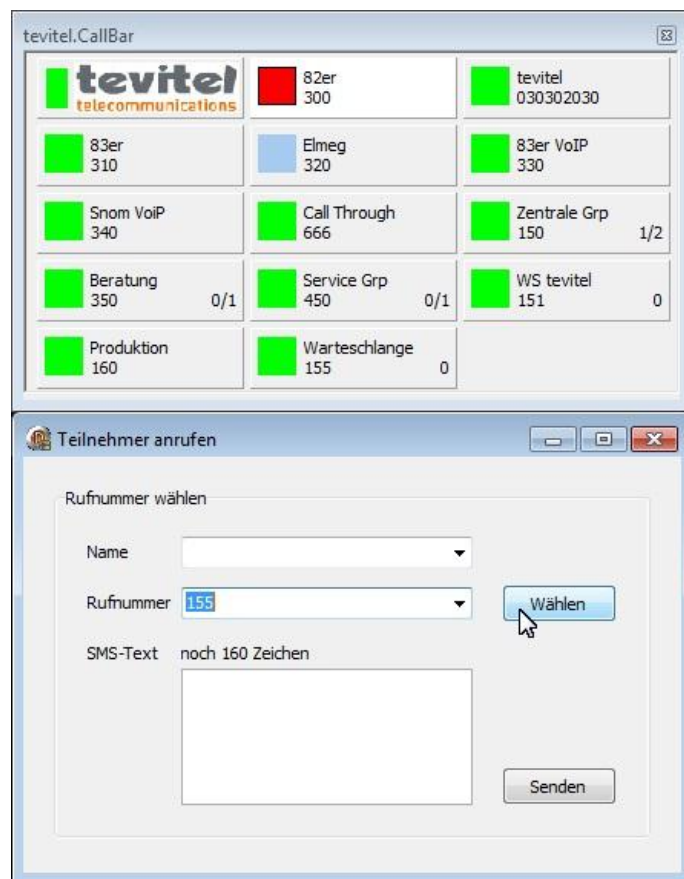 tevitel.CallBar
tevitel
telecommunications
82er
300
tevitel
030302030
83er
310
Elmeg
320
83er VoIP
330
Snom VoiP
340
Call Through
666
Zentrale Grp
150 1/2
Beratung
350 0/1
Service Grp
450 0/1
WS tevitel
151 0
Produktion
160
Warteschlange
155 0
Teilnehmer anrufen
Rufnummer wählen
Name
Rufnummer 155 Wählen
SMS-Text noch 160 Zeichen
Senden